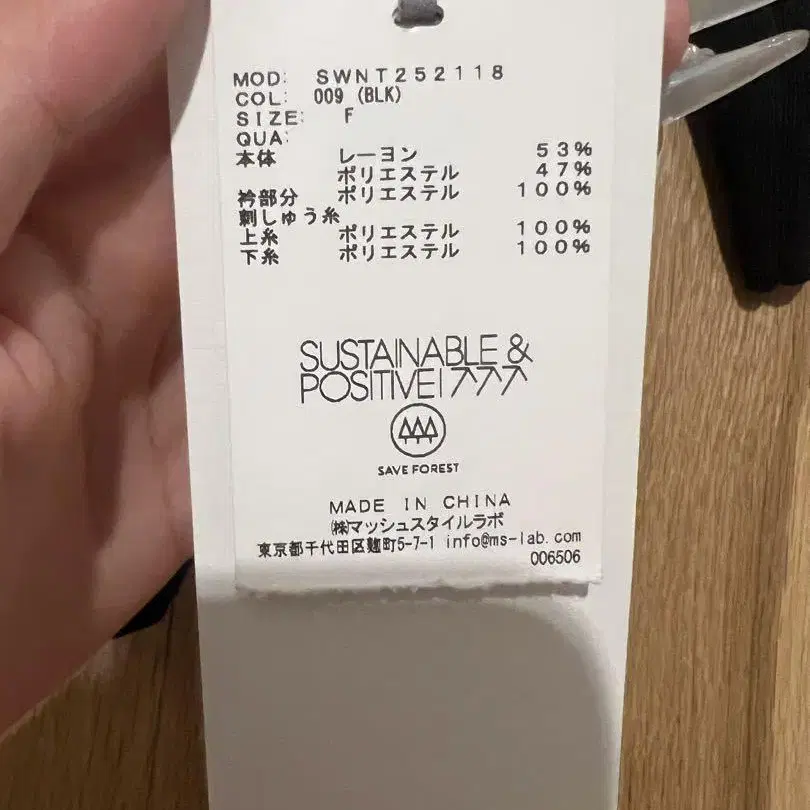 MOD: SWNT252118
COL: 009 (BLK)
SIZE: F
QUA:
本体 レーヨン 53%
ポリエステル 47%
衿部分 ポリエステル 100%
刺しゅう糸
上糸 ポリエステル 100%
下糸 ポリエステル 100%
SUSTAINABLE &
POSITIVE! ↗↗↗
SAVE FOREST
MADE IN CHINA
㈱マッシュスタイルラボ
東京都千代田区麹町5-7-1 info@ms-lab.com
006506